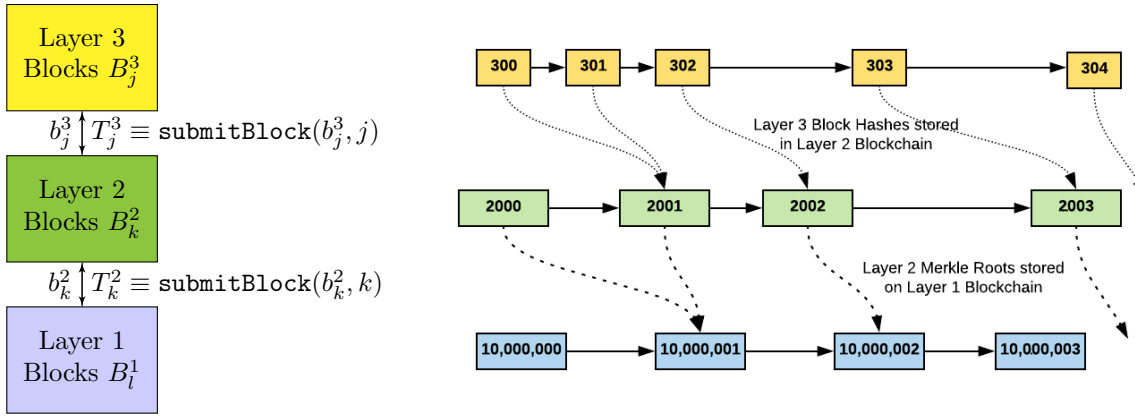 Layer 3
Blocks B_j^3
b_j^3 T_j^3 ≡ submitBlock(b_j^3, j)
Layer 2
Blocks B_k^2
b_k^2 T_k^2 ≡ submitBlock(b_k^2, k)
Layer 1
Blocks B_l^1
300 301 302 303 304
Layer 3 Block Hashes stored
in Layer 2 Blockchain
2000 2001 2002 2003
Layer 2 Merkle Roots stored
on Layer 1 Blockchain
10,000,000 10,000,001 10,000,002 10,000,003